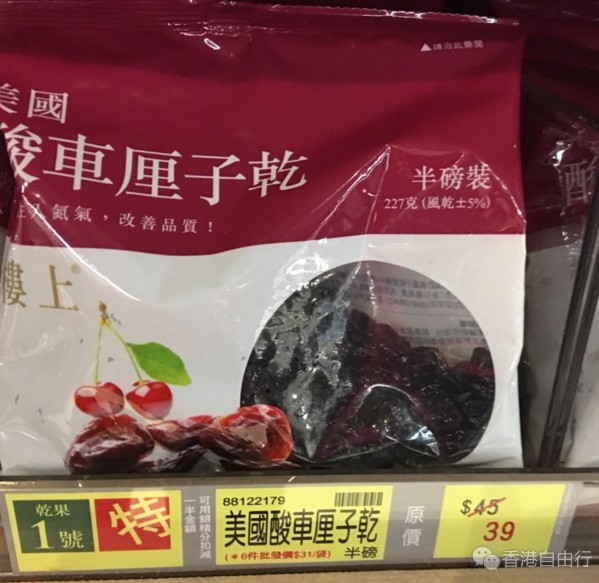 ▲請沿此撕開
美國
酸車厘子乾
半磅裝
227克(風乾±5%)
注入氮氣,改善品質!
樓上
乾果
1號
特
可用銀積分扣減
一半金額
88122179
美國酸車厘子乾
(*6件批發價$31/袋)
半磅
原價
$45
39
香港自由行